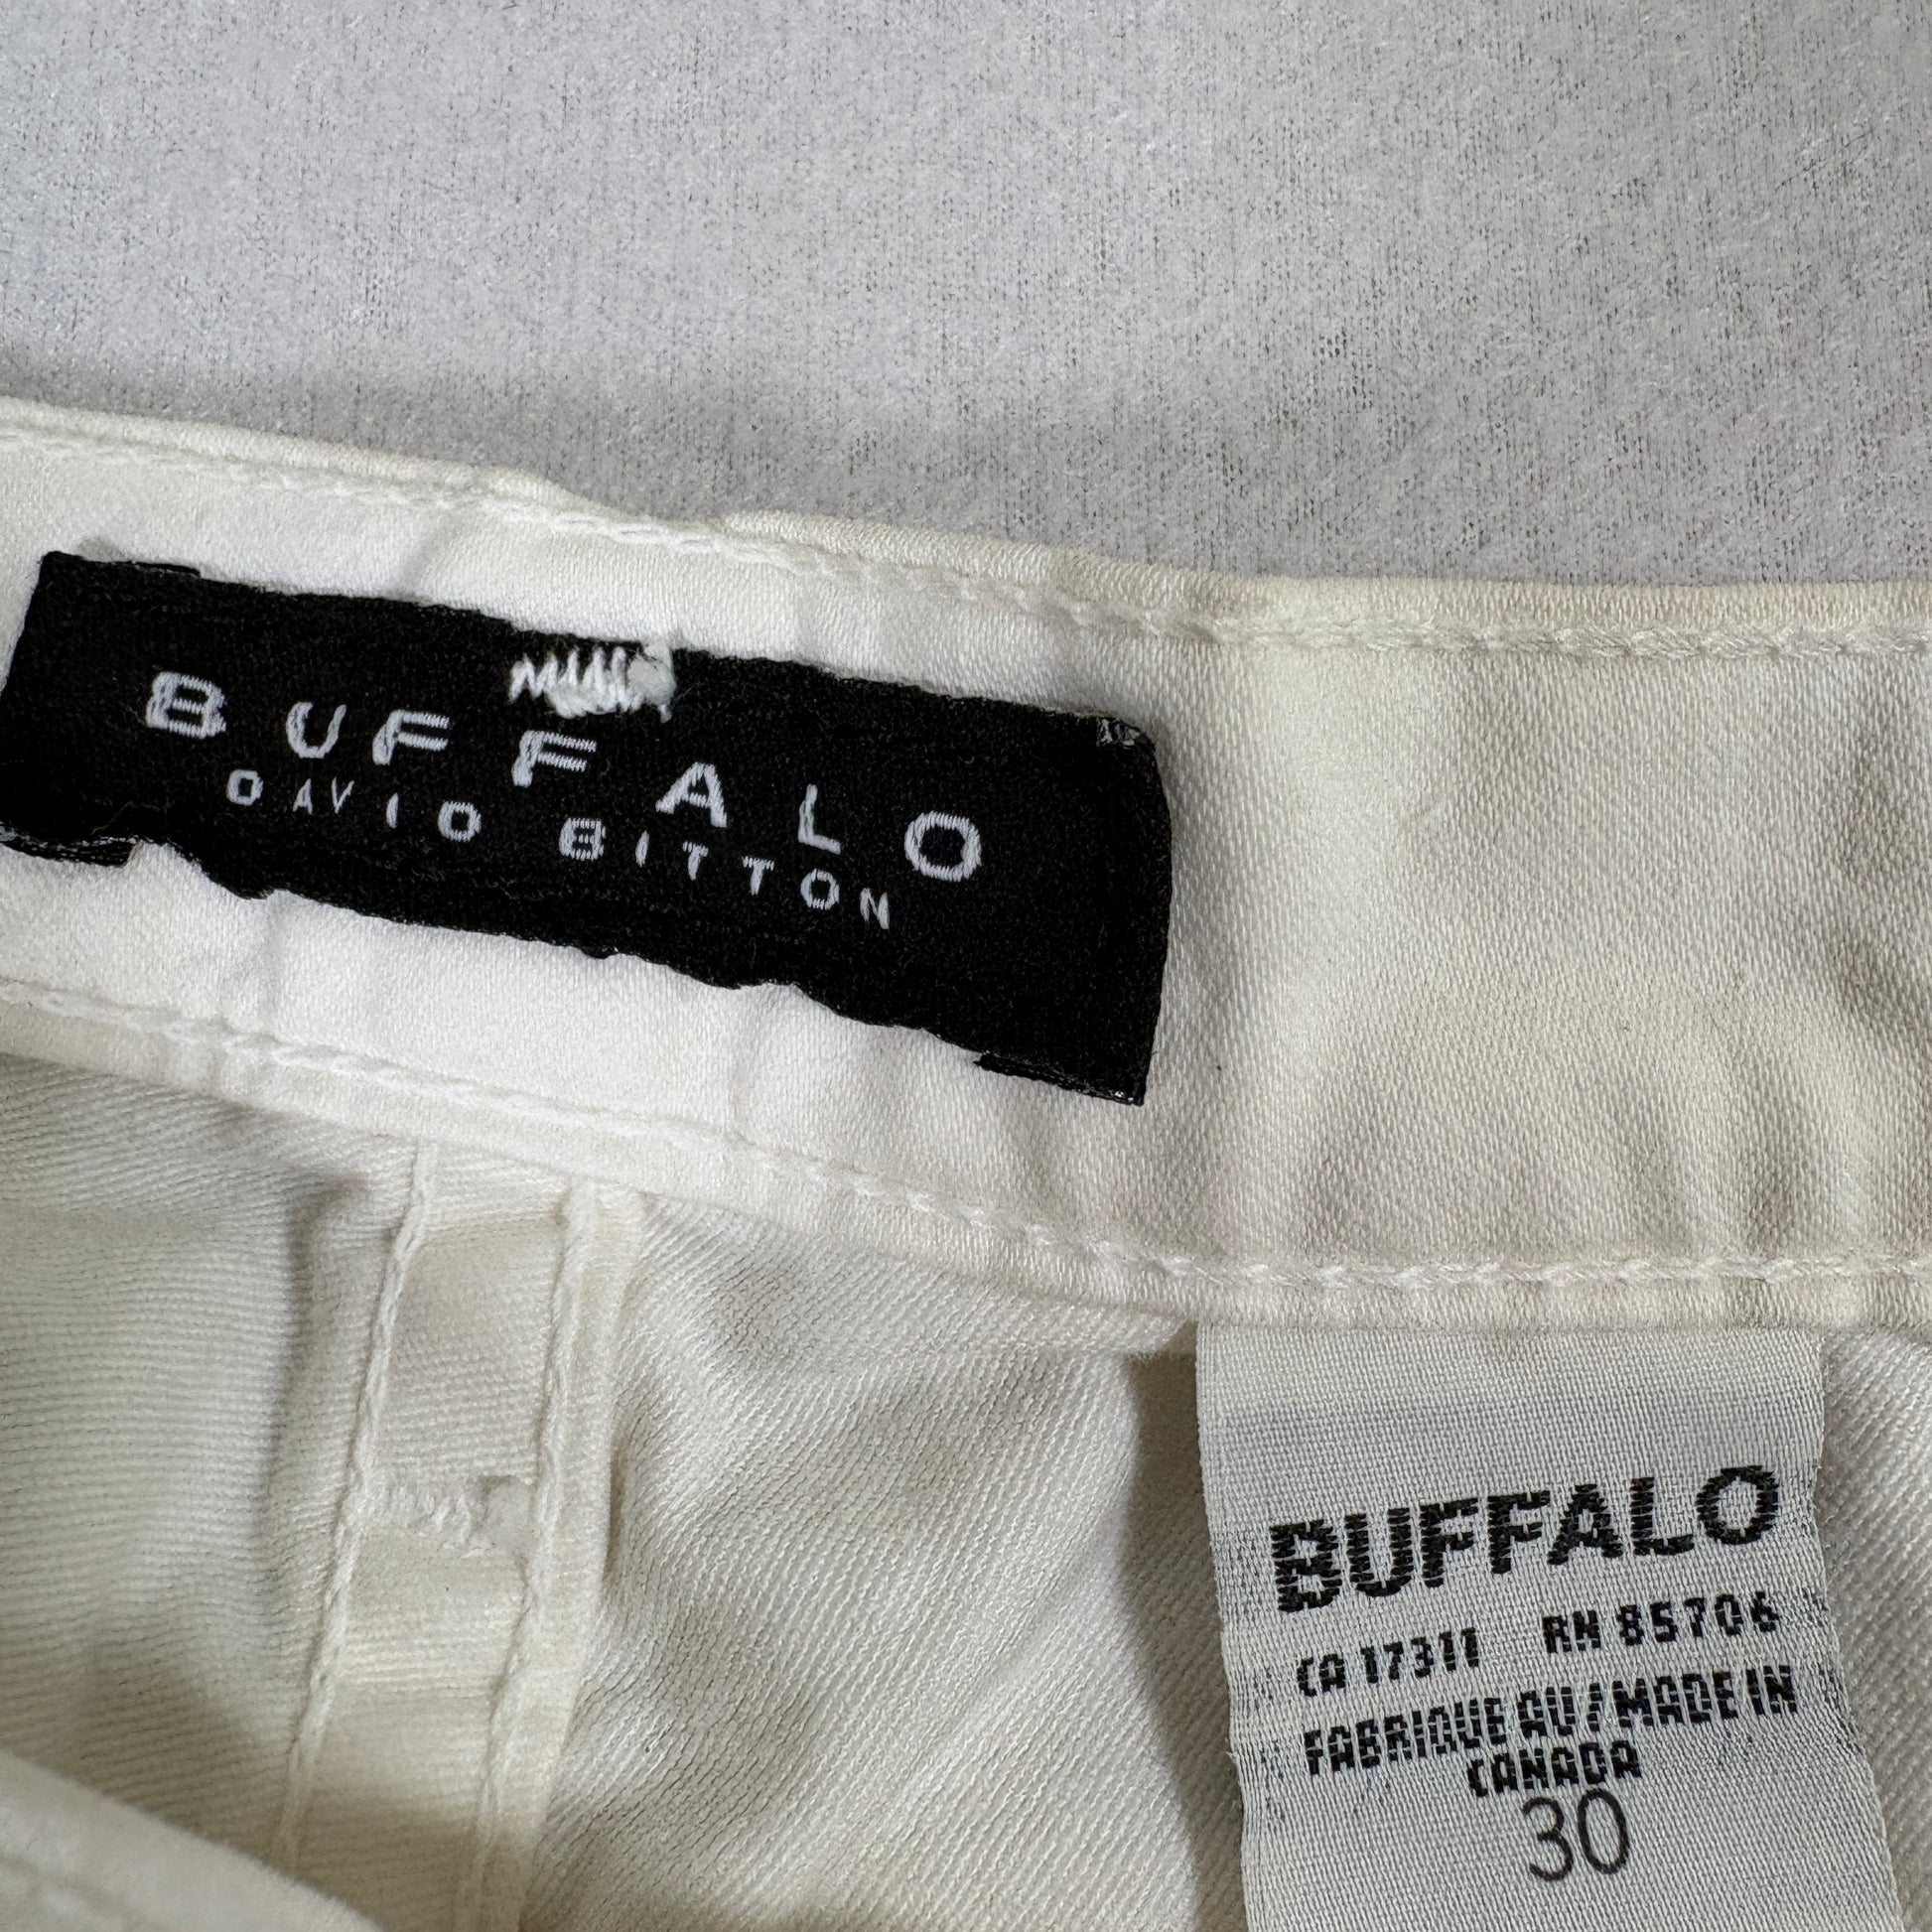 BUFFALO
DAVID BITTON
BUFFALO
CA 17311 RN 85706
FABRIQUE AU / MADE IN
CANADA
30